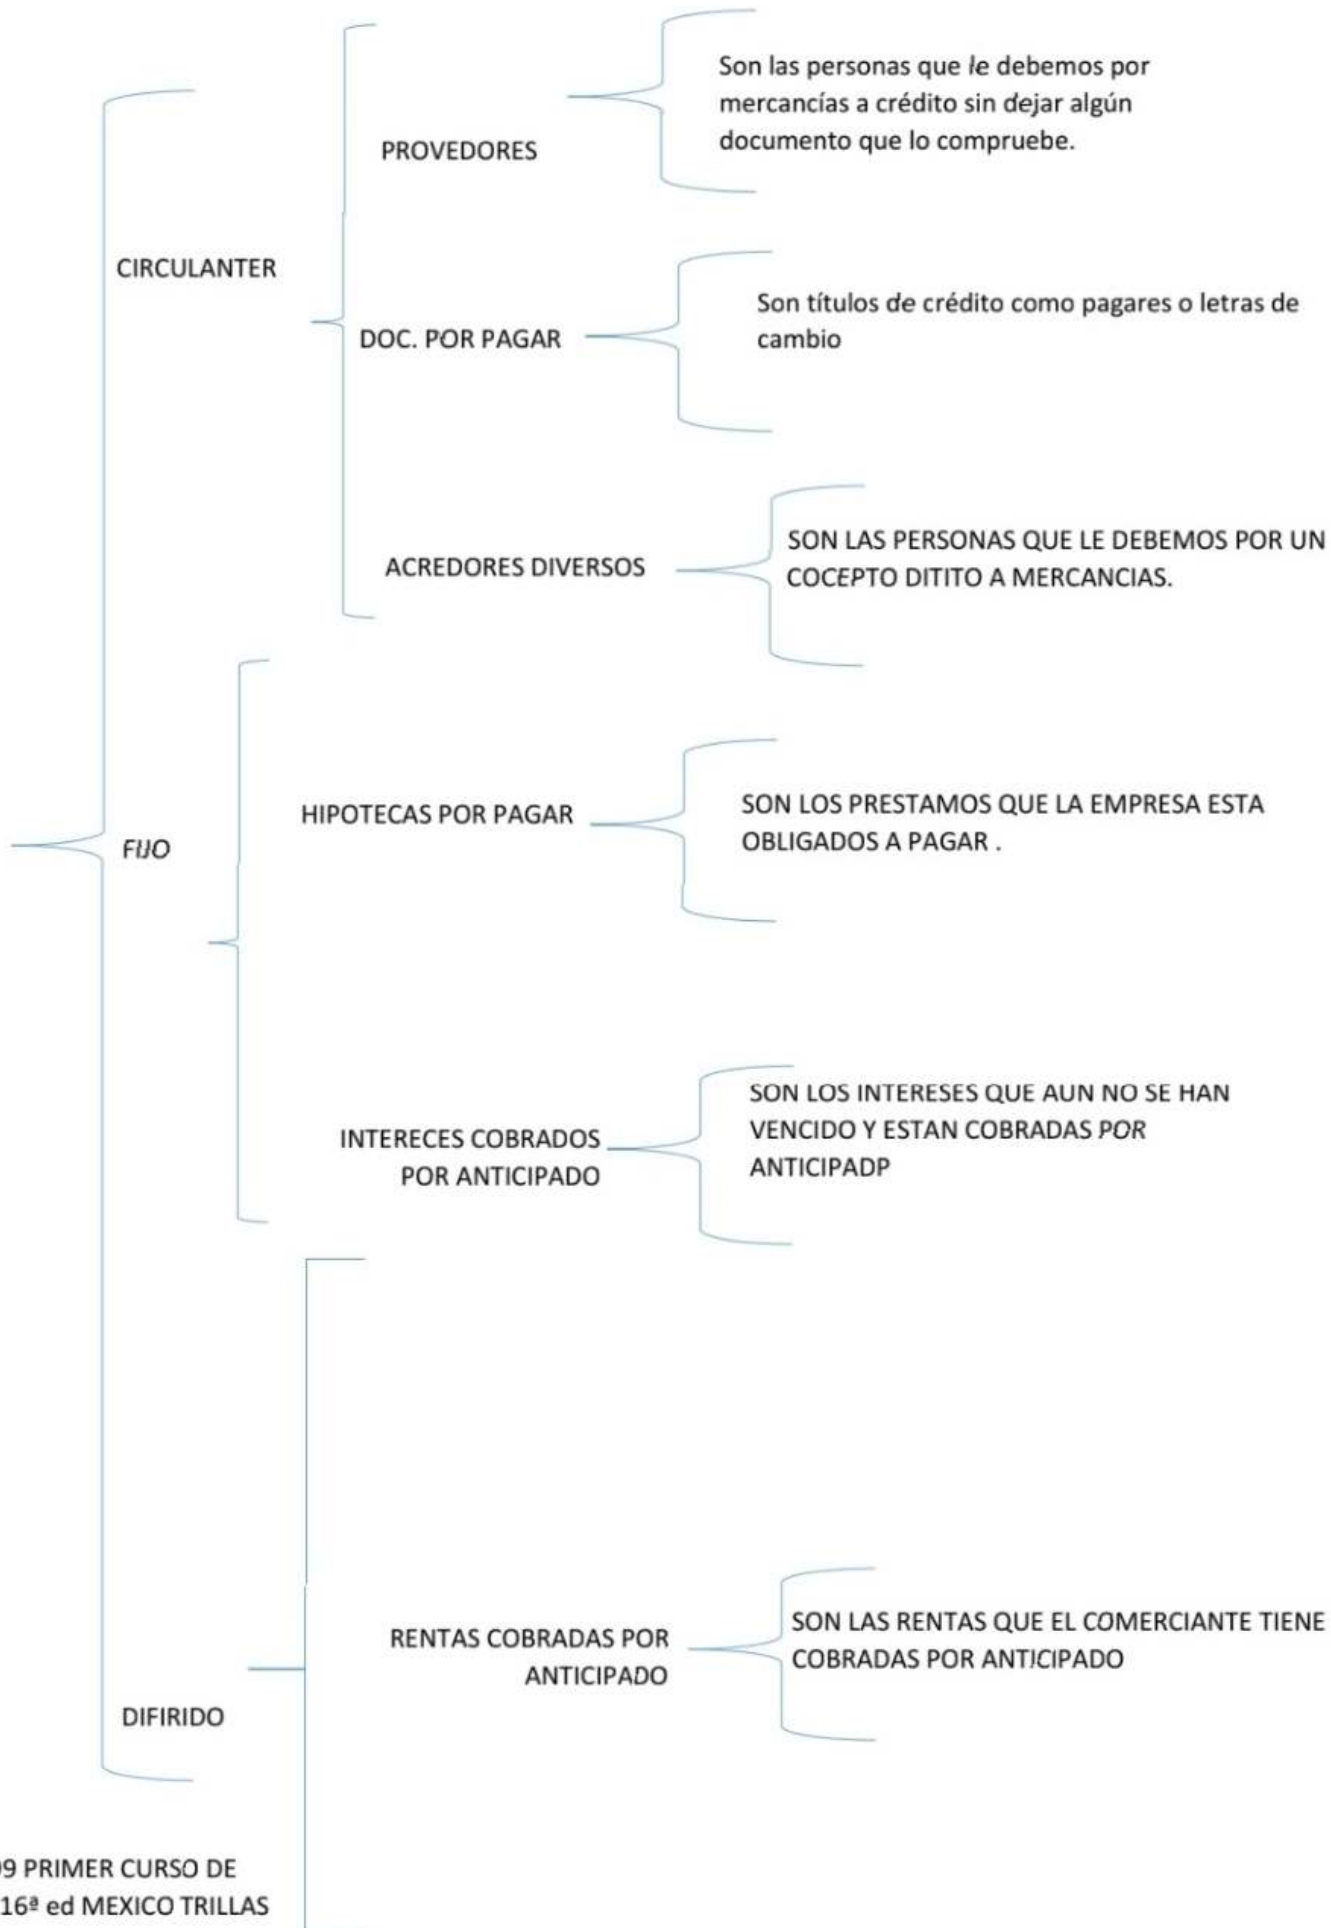 Son las personas que le debemos por
mercancías a crédito sin dejar algún
documento que lo compruebe.
PROVEDORES
CIRCULANTER
Son títulos de crédito como pagares o letras de
cambio
DOC. POR PAGAR
SON LAS PERSONAS QUE LE DEBEMOS POR UN
COCEPTO DITITO A MERCANCIAS.
ACREDORES DIVERSOS
HIPOTECAS POR PAGAR
SON LOS PRESTAMOS QUE LA EMPRESA ESTA
OBLIGADOS A PAGAR .
FIJO
SON LOS INTERESES QUE AUN NO SE HAN
VENCIDO Y ESTAN COBRADAS POR
ANTICIPADP
INTERECES COBRADOS
POR ANTICIPADO
RENTAS COBRADAS POR
ANTICIPADO
SON LAS RENTAS QUE EL COMERCIANTE TIENE
COBRADAS POR ANTICIPADO
DIFIRIDO
99 PRIMER CURSO DE
16ª ed MEXICO TRILLAS